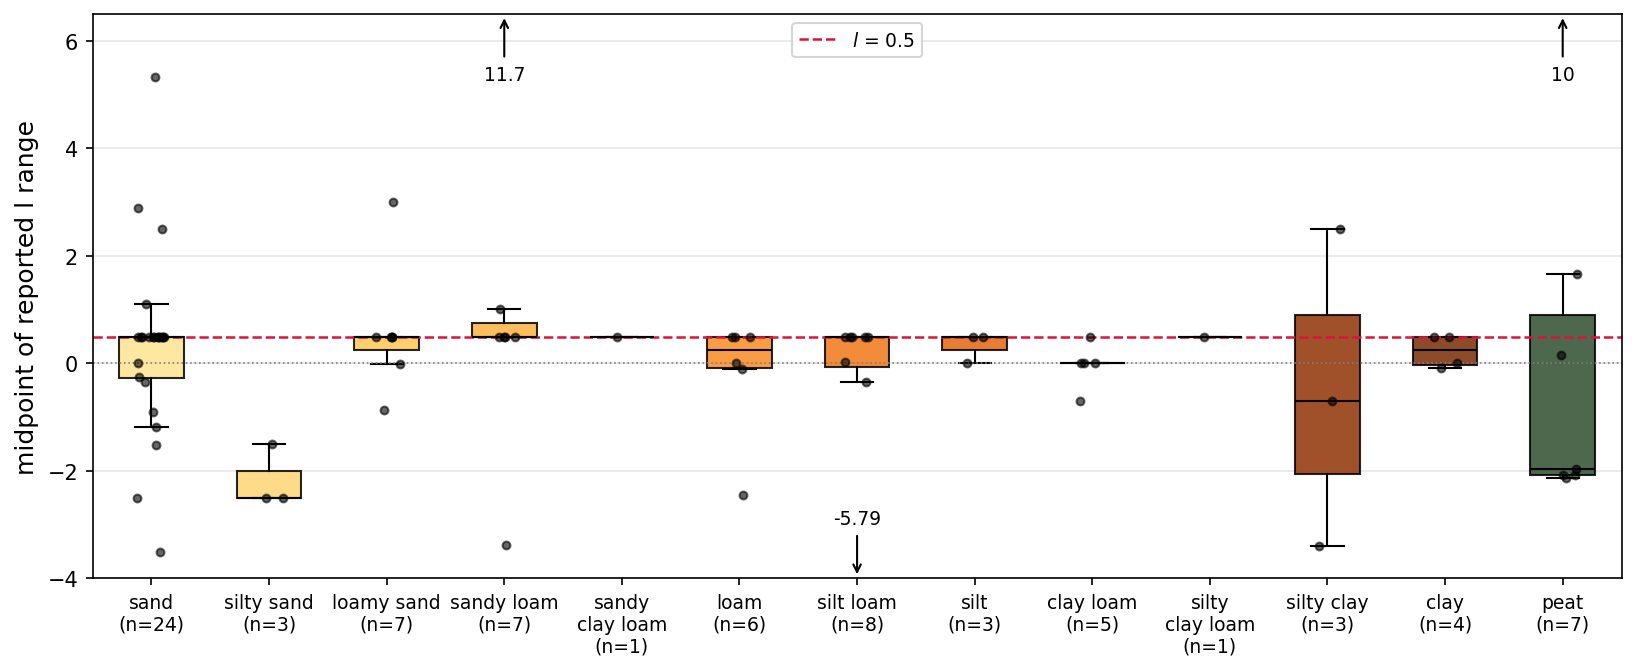 11.7
l = 0.5
10
-5.79
midpoint of reported l range
6
4
2
0
−2
−4
sand
(n=24)
silty sand
(n=3)
loamy sand
(n=7)
sandy loam
(n=7)
sandy
clay loam
(n=1)
loam
(n=6)
silt loam
(n=8)
silt
(n=3)
clay loam
(n=5)
silty
clay loam
(n=1)
silty clay
(n=3)
clay
(n=4)
peat
(n=7)